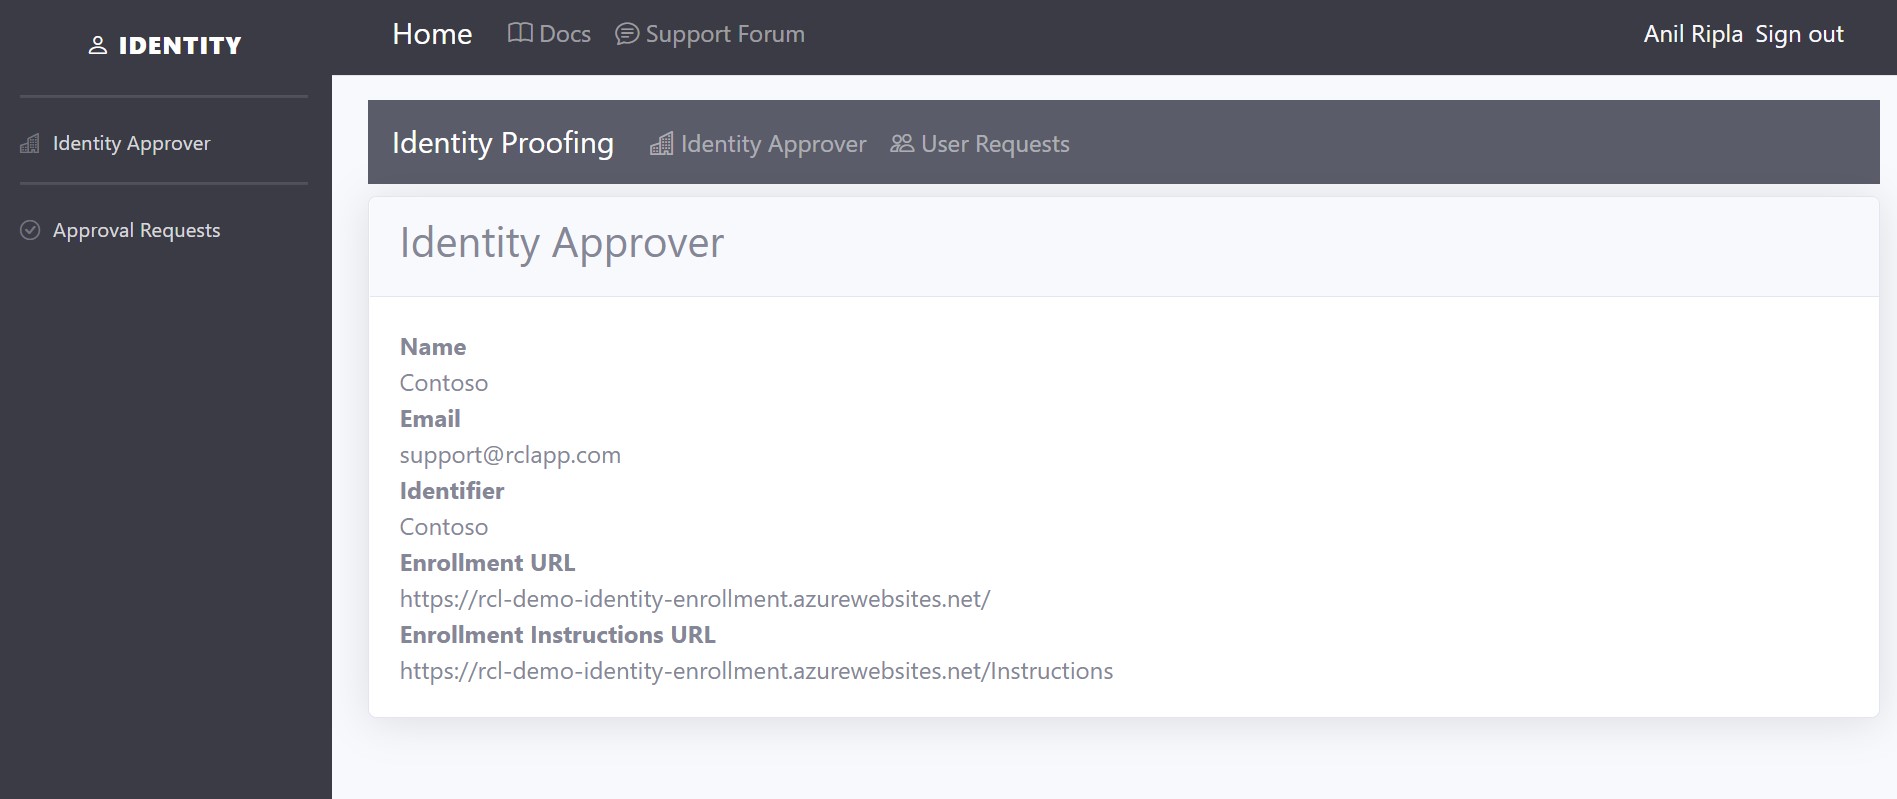 IDENTITY
Identity Approver
Approval Requests
Home Docs Support Forum Anil Ripla Sign out
Identity Proofing Identity Approver User Requests
Identity Approver
Name
Contoso
Email
support@rclapp.com
Identifier
Contoso
Enrollment URL
https://rcl-demo-identity-enrollment.azurewebsites.net/
Enrollment Instructions URL
https://rcl-demo-identity-enrollment.azurewebsites.net/Instructions